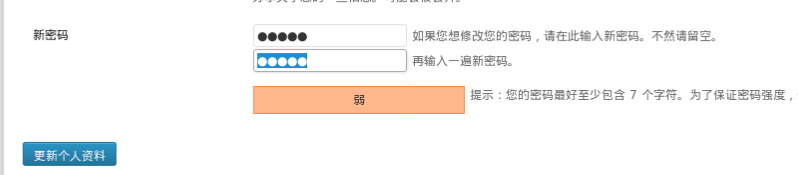 新密码
●●●●● 如果您想修改您的密码，请在此输入新密码。不然请留空。
●●●●● 再输入一遍新密码。
弱 提示：您的密码最好至少包含 7 个字符。为了保证密码强度，
更新个人资料